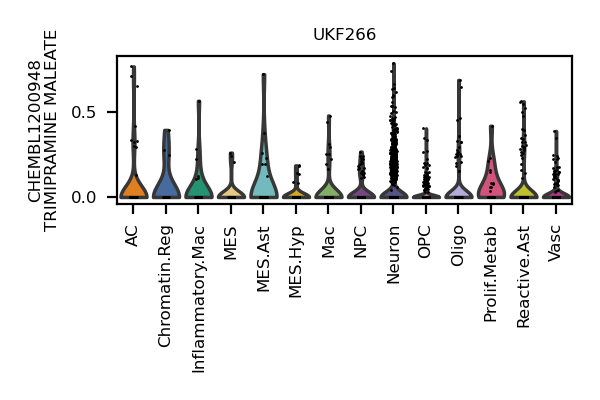 UKF266
CHEMBL1200948
TRIMIPRAMINE MALEATE
0.5
0.0
AC
Chromatin.Reg
Inflammatory.Mac
MES
MES.Ast
MES.Hyp
Mac
NPC
Neuron
OPC
Oligo
Prolif.Metab
Reactive.Ast
Vasc